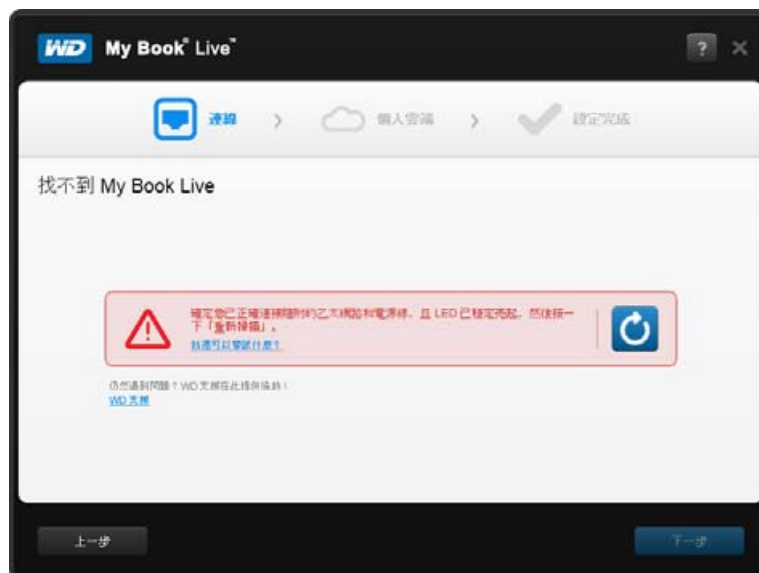 WD My Book® Live™
?
連線 個人雲端 設定完成
找不到 My Book Live
確定您已正確連接隨附的乙太網路和電源線，且 LED 已穩定亮起，然後按一
下「重新掃描」。
我還可以嘗試什麼？
仍然遇到問題？WD 支援在此提供協助！
WD 支援
上一步
下一步